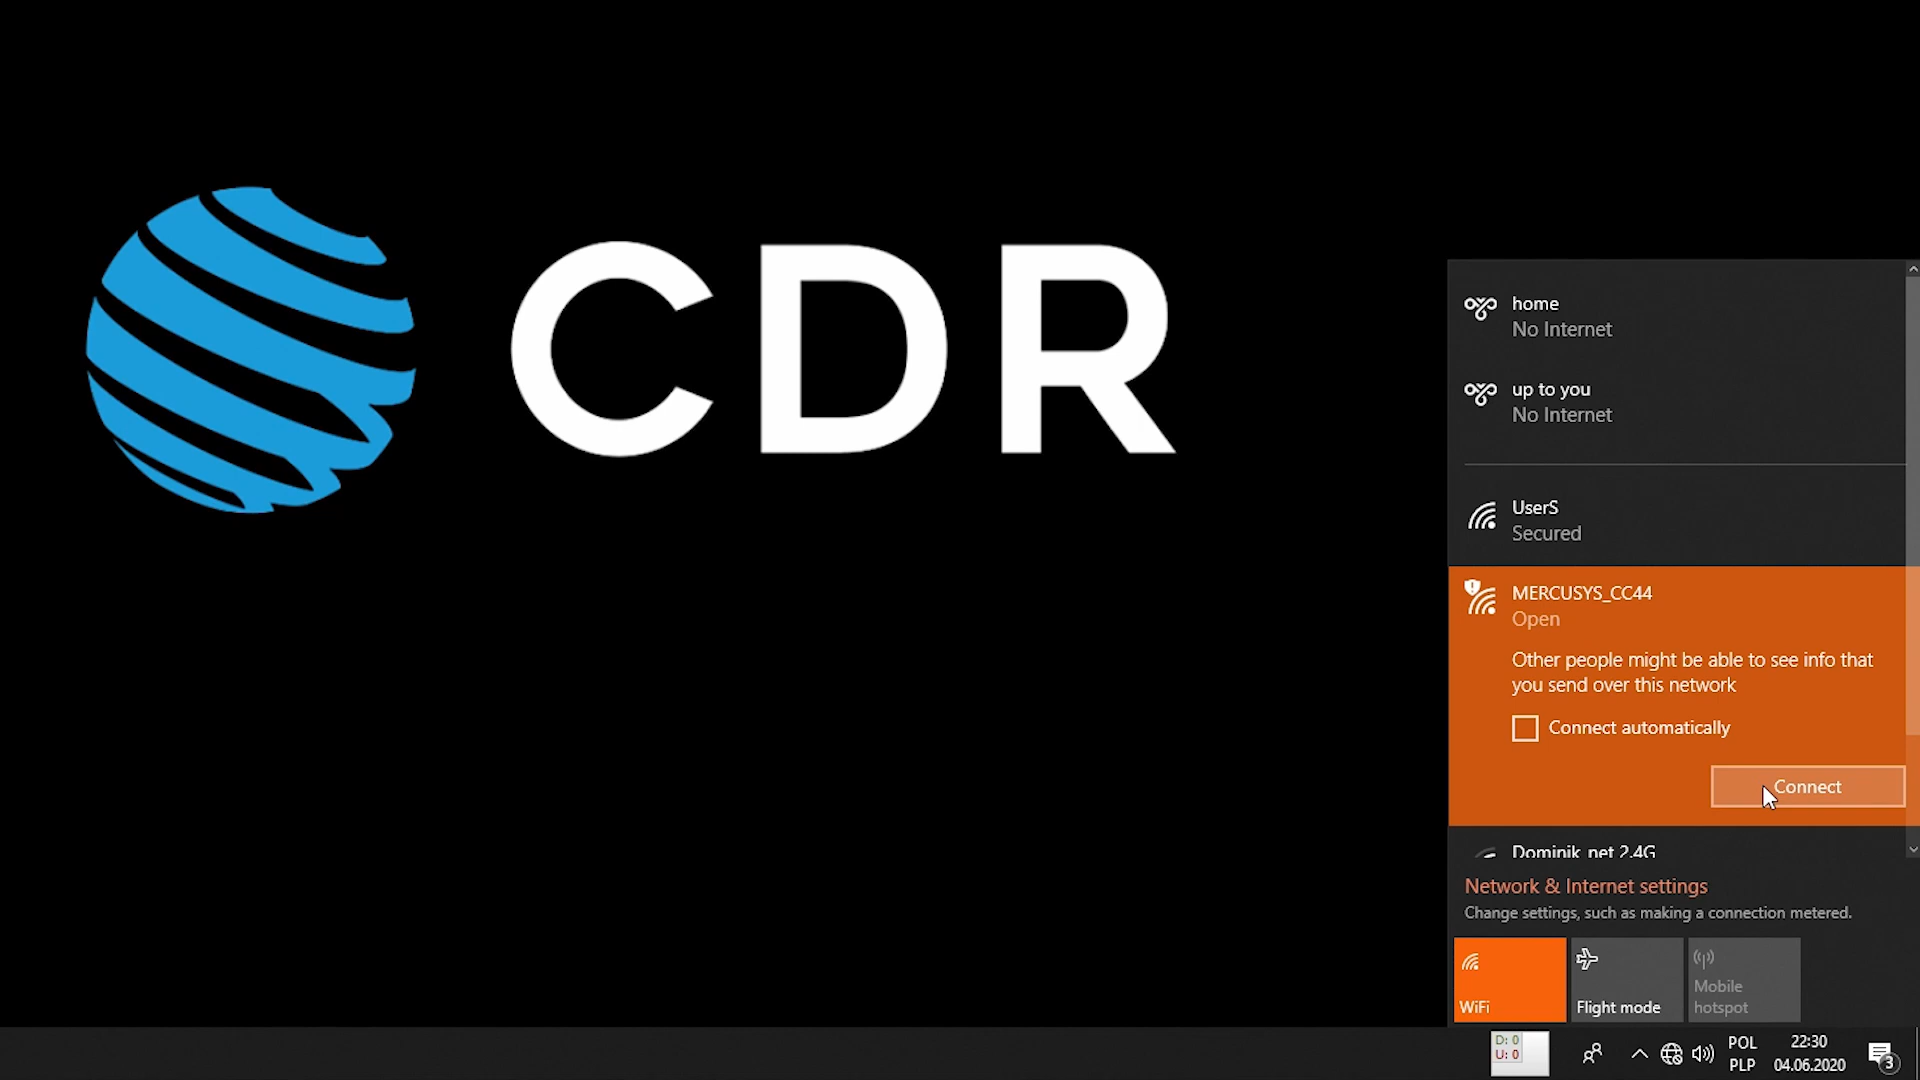 CDR
home
No Internet
up to you
No Internet
UserS
Secured
MERCUSYS_CC44
Open
Other people might be able to see info that
you send over this network
Connect automatically
Connect
Dominik_net 2.4G
Network & Internet settings
Change settings, such as making a connection metered.
WiFi
Flight mode
Mobile
hotspot
D: 0
U: 0
POL
PLP
22:30
04.06.2020
3